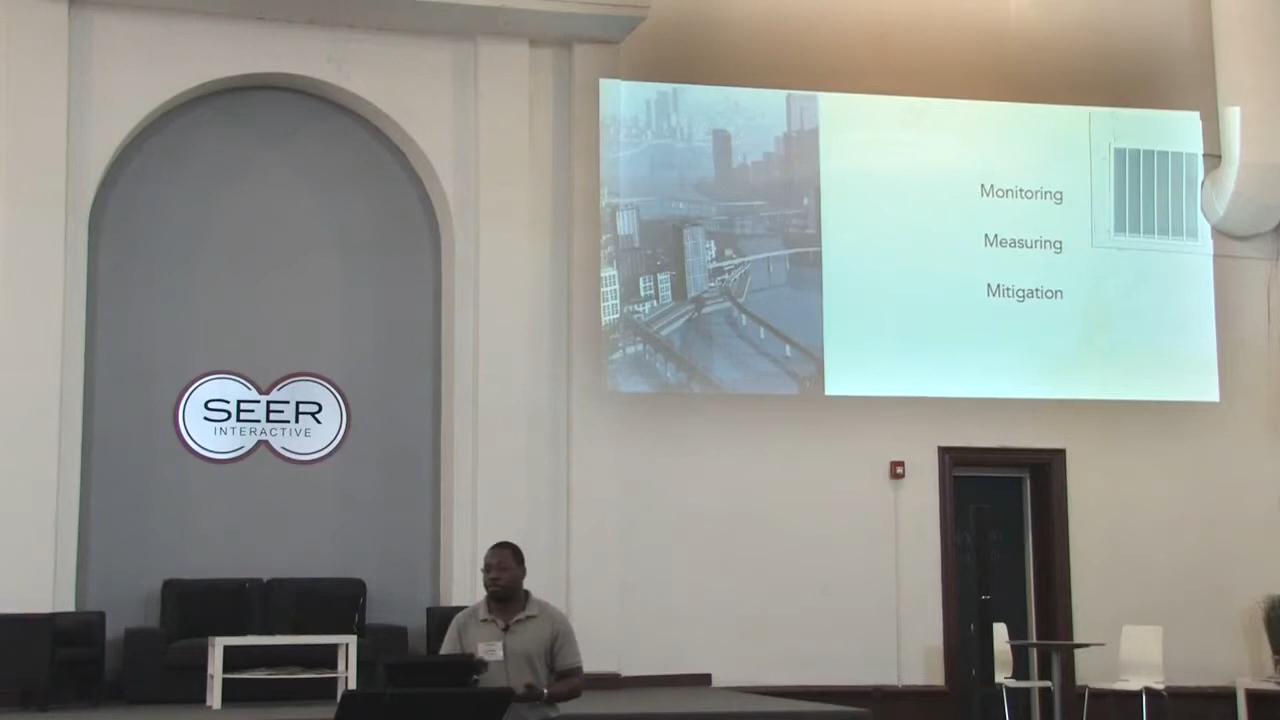 SEER
INTERACTIVE
Monitoring
Measuring
Mitigation